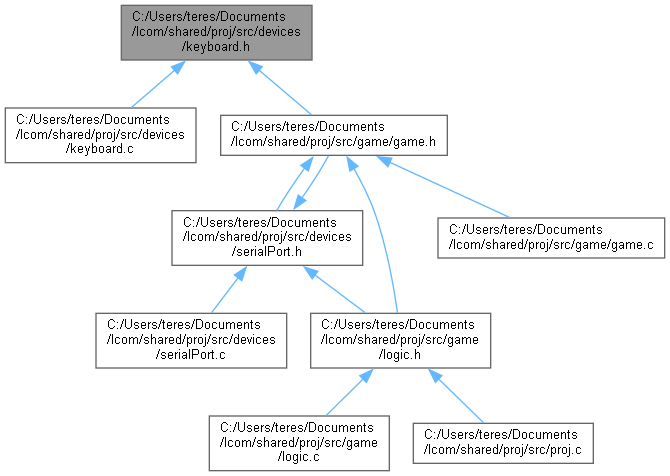 C:/Users/teres/Documents
/lcom/shared/proj/src/devices
/keyboard.h
C:/Users/teres/Documents
/lcom/shared/proj/src/devices
/keyboard.c
C:/Users/teres/Documents
/lcom/shared/proj/src/game/game.h
C:/Users/teres/Documents
/lcom/shared/proj/src/devices
/serialPort.h
C:/Users/teres/Documents
/lcom/shared/proj/src/game/game.c
C:/Users/teres/Documents
/lcom/shared/proj/src/devices
/serialPort.c
C:/Users/teres/Documents
/lcom/shared/proj/src/game
/logic.h
C:/Users/teres/Documents
/lcom/shared/proj/src/game
/logic.c
C:/Users/teres/Documents
/lcom/shared/proj/src/proj.c